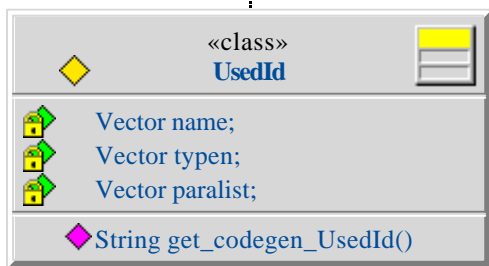 «class»
UsedId
Vector name;
Vector typen;
Vector paralist;
String get_codegen_UsedId()